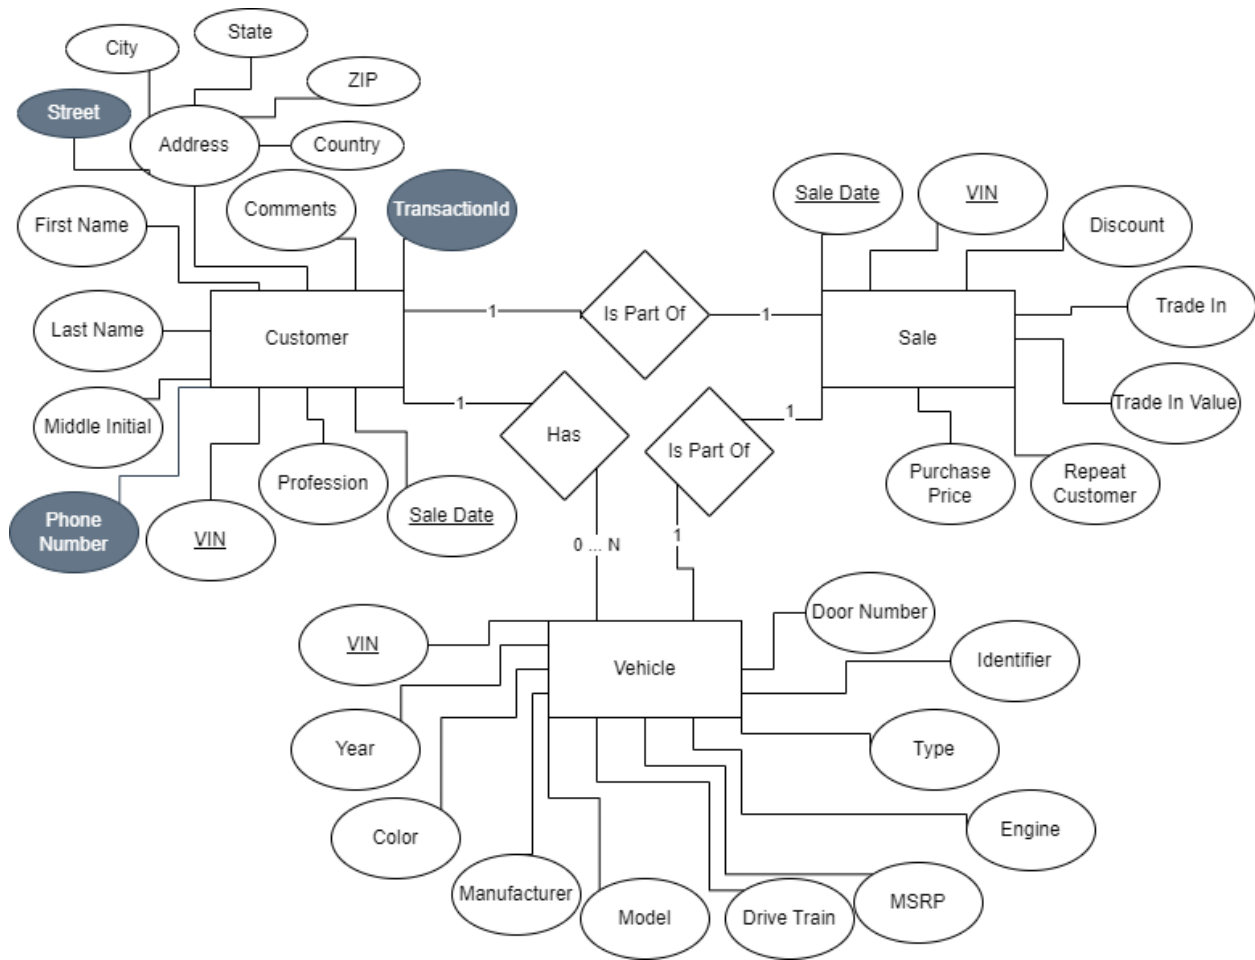 State
City
ZIP
Street
Address
Country
Comments
TransactionId
First Name
Sale Date
VIN
Discount
Trade In
1
Is Part Of
1
Last Name
Customer
Sale
Middle Initial
1
Has
Is Part Of
1
Trade In Value
Profession
Purchase
Price
Repeat
Customer
Phone
Number
VIN
Sale Date
0 ... N
1
Door Number
VIN
Vehicle
Identifier
Year
Type
Color
Engine
Manufacturer
Model
Drive Train
MSRP